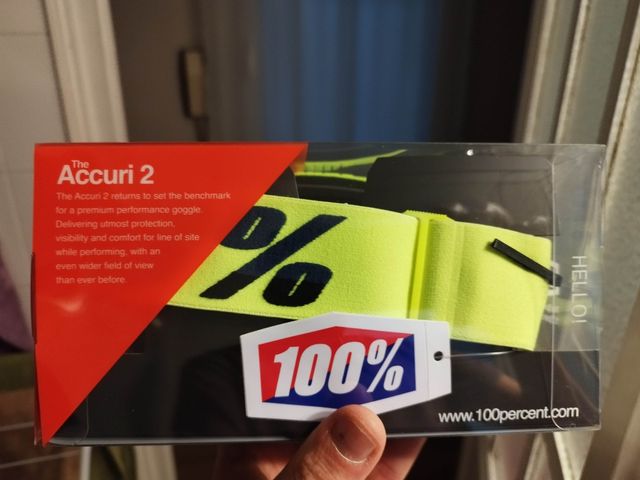 The
Accuri 2
The Accuri 2 returns to set the benchmark
for a premium performance goggle.
Delivering utmost protection,
visibility and comfort for line of site
while performing, with an
even wider field of view
than ever before.
%
HELLO!
100%
www.100percent.com